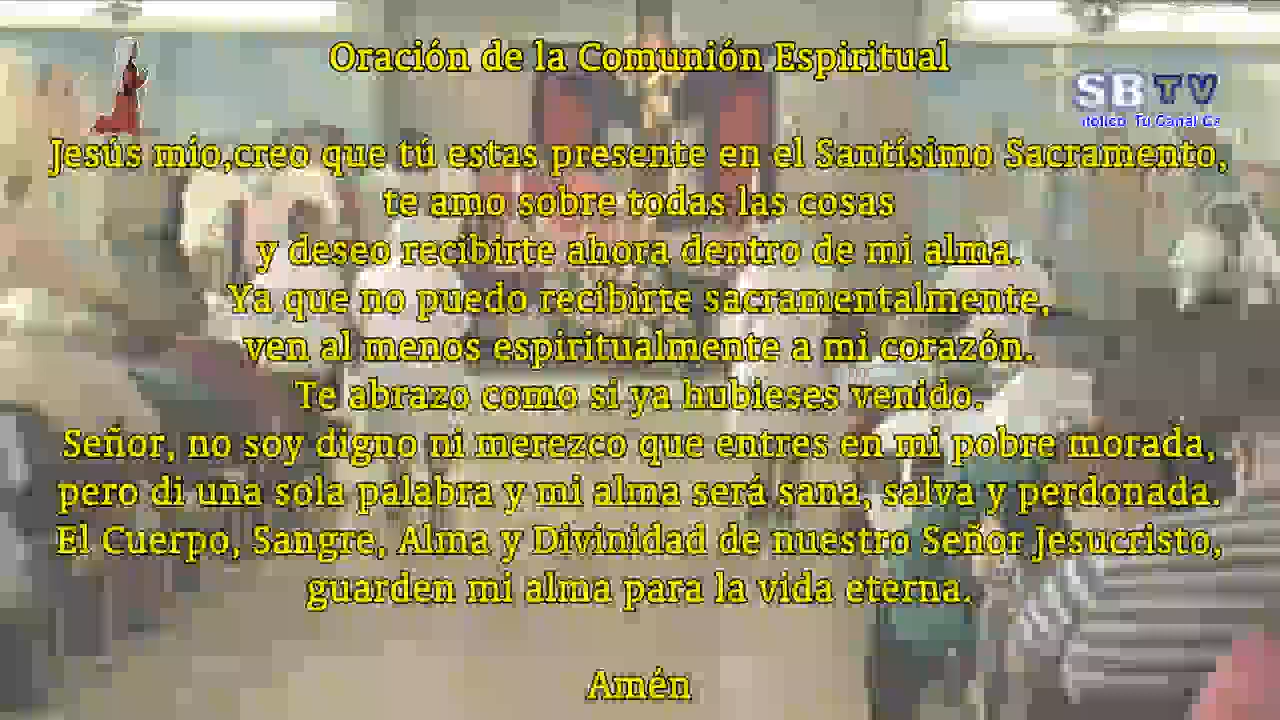 Oración de la Comunión Espiritual
SBTV
Tu Canal Ca
Jesús mío,creo que tú estas presente en el Santísimo Sacramento,
te amo sobre todas las cosas
y deseo recibirte ahora dentro de mi alma.
Ya que no puedo recibirte sacramentalmente,
ven al menos espiritualmente a mi corazón.
Te abrazo como si ya hubieses venido.
Señor, no soy digno ni merezco que entres en mi pobre morada,
pero di una sola palabra y mi alma será sana, salva y perdonada.
El Cuerpo, Sangre, Alma y Divinidad de nuestro Señor Jesucristo,
guarden mi alma para la vida eterna.
Amén